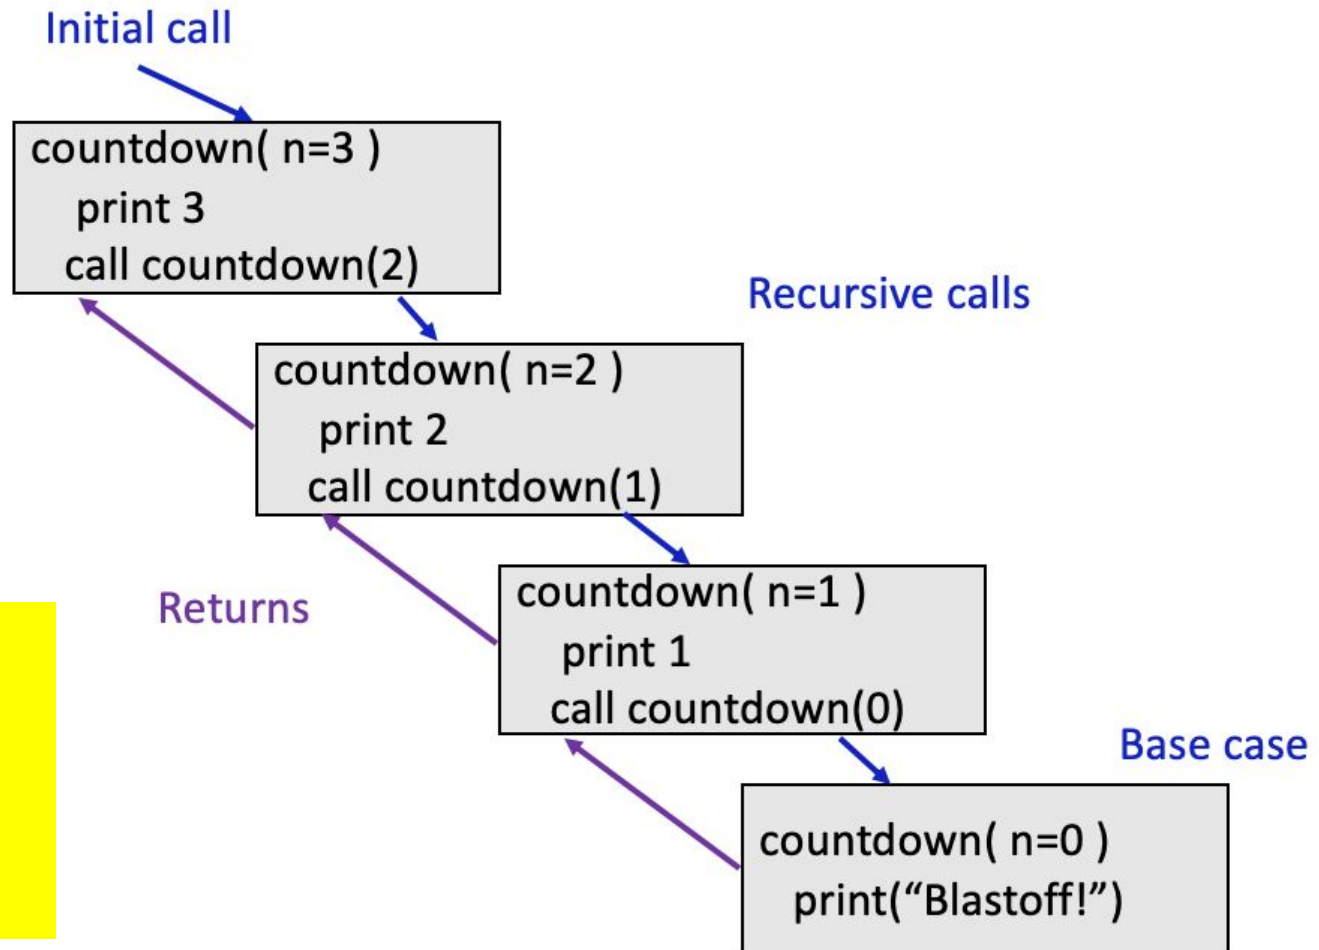 Initial call
countdown( n=3 )
print 3
call countdown(2)
Recursive calls
countdown( n=2 )
print 2
call countdown(1)
Returns
countdown( n=1 )
print 1
call countdown(0)
Base case
countdown( n=0 )
print(“Blastoff!”)